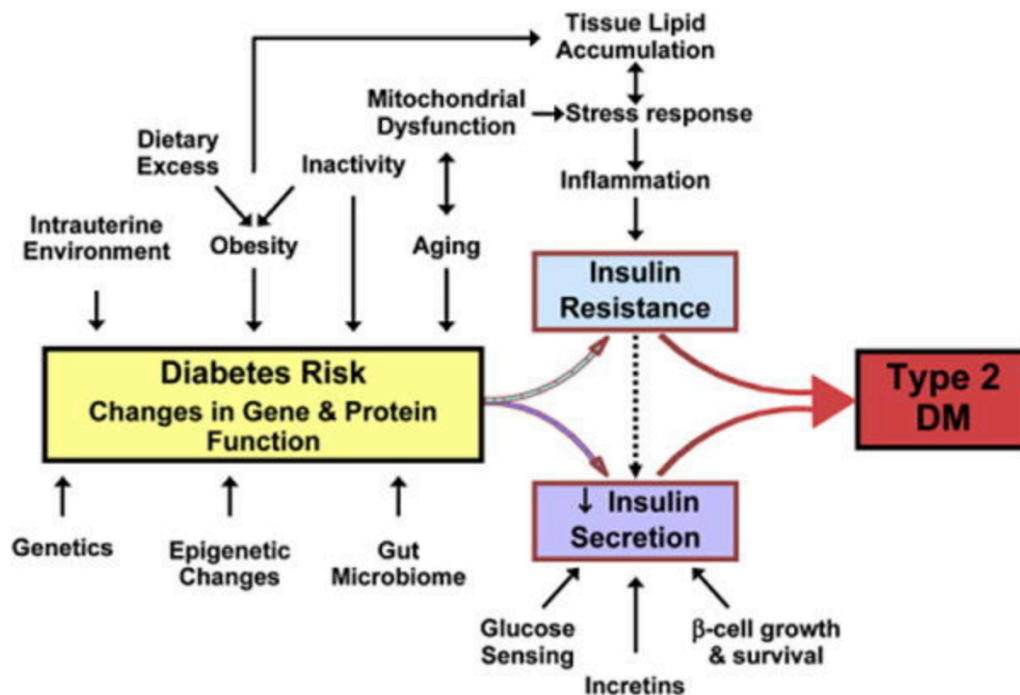 Tissue Lipid
Accumulation
Mitochondrial
Dysfunction
Stress response
Dietary
Excess
Inactivity
Inflammation
Intrauterine
Environment
Obesity
Aging
Insulin
Resistance
Diabetes Risk
Changes in Gene & Protein
Function
Type 2
DM
↓ Insulin
Secretion
Genetics
Epigenetic
Changes
Gut
Microbiome
Glucose
Sensing
Incretins
β-cell growth
& survival